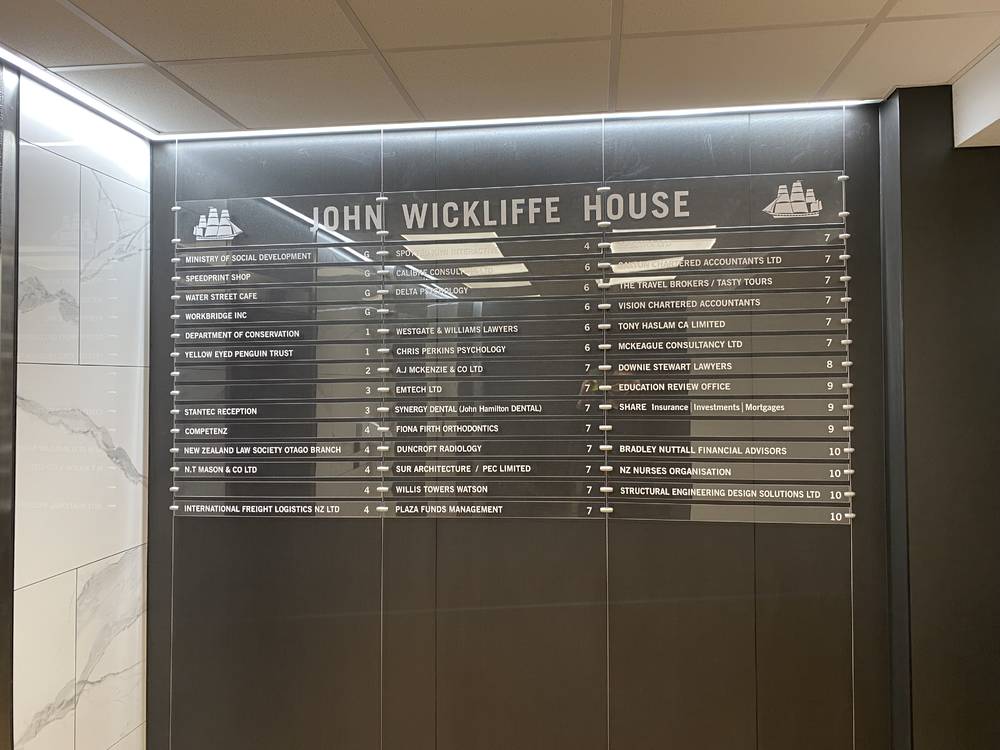 JOHN WICKLIFFE HOUSE
MINISTRY OF SOCIAL DEVELOPMENT G
SPEEDPRINT SHOP G
WATER STREET CAFE G
WORKBRIDGE INC G
DEPARTMENT OF CONSERVATION 1
YELLOW EYED PENGUIN TRUST 1
2
3
STANTEC RECEPTION 3
COMPETENZ 4
NEW ZEALAND LAW SOCIETY OTAGO BRANCH 4
N.T MASON & CO LTD 4
4
INTERNATIONAL FREIGHT LOGISTICS NZ LTD 4
4
CALIBRE 6
DELTA PSYCHOLOGY 6
6
WESTGATE & WILLIAMS LAWYERS 6
CHRIS PERKINS PSYCHOLOGY 6
A.J MCKENZIE & CO LTD 7
EMTECH LTD 7
SYNERGY DENTAL (John Hamilton DENTAL) 7
FIONA FIRTH ORTHODONTICS 7
DUNCROFT RADIOLOGY 7
SUR ARCHITECTURE / PEC LIMITED 7
WILLIS TOWERS WATSON 7
PLAZA FUNDS MANAGEMENT 7
7
CHARTERED ACCOUNTANTS LTD 7
THE TRAVEL BROKERS / TASTY TOURS 7
VISION CHARTERED ACCOUNTANTS 7
TONY HASLAM CA LIMITED 7
MCKEAGUE CONSULTANCY LTD 7
DOWNIE STEWART LAWYERS 8
EDUCATION REVIEW OFFICE 9
SHARE Insurance | Investments | Mortgages 9
9
BRADLEY NUTTALL FINANCIAL ADVISORS 10
NZ NURSES ORGANISATION 10
STRUCTURAL ENGINEERING DESIGN SOLUTIONS LTD 10
10